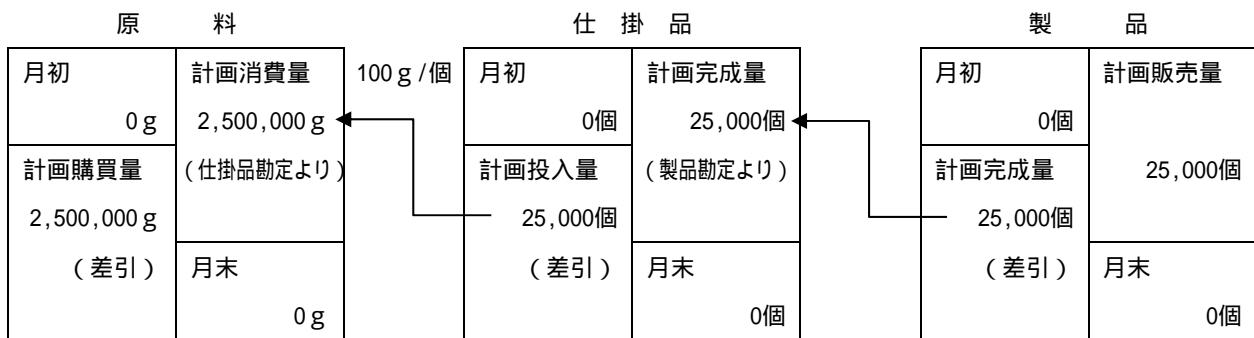 原　　料
月初
0ｇ
計画購買量
2,500,000ｇ
（差引）
計画消費量
2,500,000ｇ
（仕掛品勘定より）
月末
0ｇ
100ｇ/個
仕　掛　品
月初
0個
計画投入量
25,000個
（差引）
計画完成量
25,000個
（製品勘定より）
月末
0個
製　　品
月初
0個
計画完成量
25,000個
（差引）
計画販売量
25,000個
月末
0個